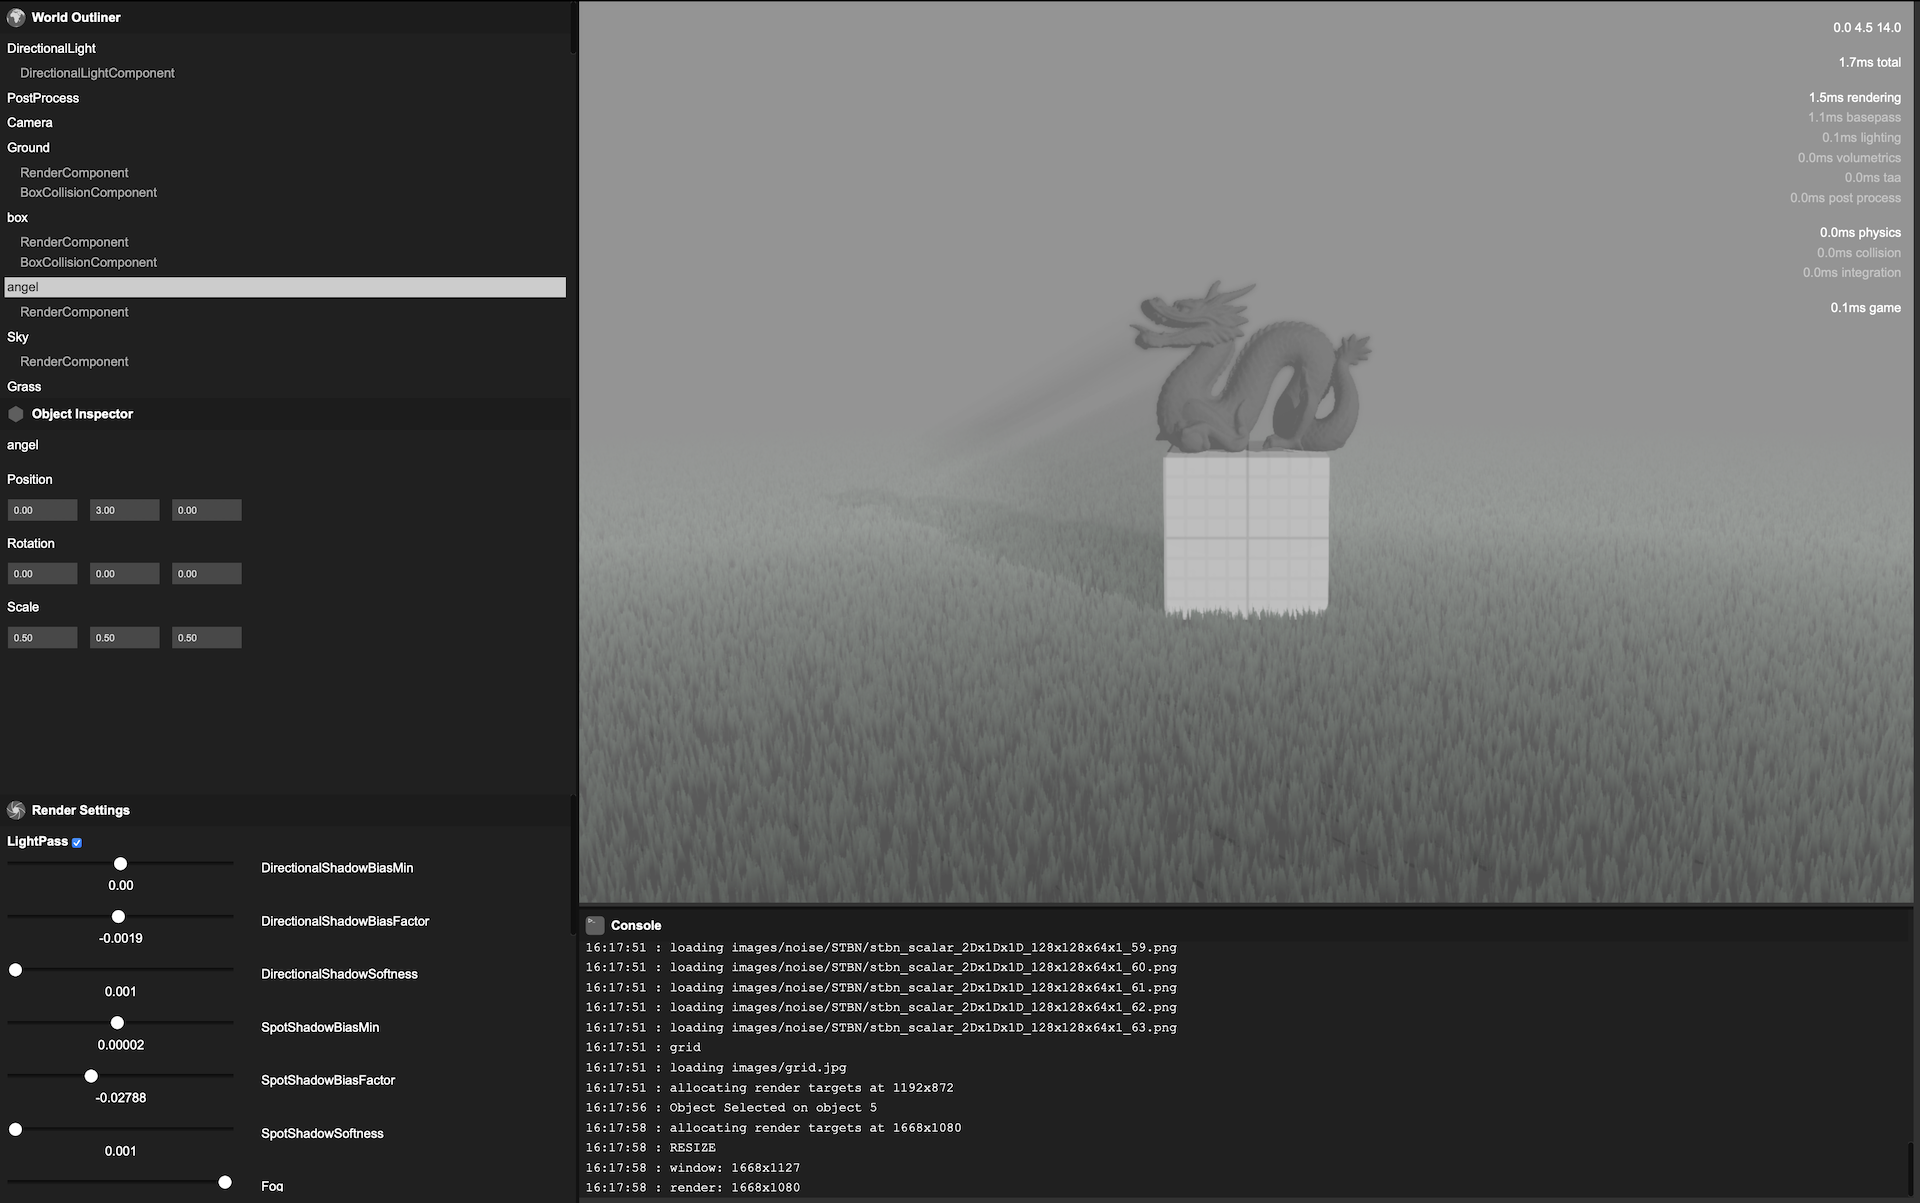 World Outliner
DirectionalLight
DirectionalLightComponent
PostProcess
Camera
Ground
RenderComponent
BoxCollisionComponent
box
RenderComponent
BoxCollisionComponent
angel
RenderComponent
Sky
RenderComponent
Grass
Object Inspector
angel
Position
0.00 3.00 0.00
Rotation
0.00 0.00 0.00
Scale
0.50 0.50 0.50
Render Settings
LightPass
DirectionalShadowBiasMin
0.00
DirectionalShadowBiasFactor
-0.0019
DirectionalShadowSoftness
0.001
SpotShadowBiasMin
0.00002
SpotShadowBiasFactor
-0.02788
SpotShadowSoftness
0.001
Fog
0.0 4.5 14.0
1.7ms total
1.5ms rendering
1.1ms basepass
0.1ms lighting
0.0ms volumetrics
0.0ms taa
0.0ms post process
0.0ms physics
0.0ms collision
0.0ms integration
0.1ms game
Console
16:17:51 : loading images/noise/STBN/stbn_scalar_2Dx1Dx1D_128x128x64x1_59.png
16:17:51 : loading images/noise/STBN/stbn_scalar_2Dx1Dx1D_128x128x64x1_60.png
16:17:51 : loading images/noise/STBN/stbn_scalar_2Dx1Dx1D_128x128x64x1_61.png
16:17:51 : loading images/noise/STBN/stbn_scalar_2Dx1Dx1D_128x128x64x1_62.png
16:17:51 : loading images/noise/STBN/stbn_scalar_2Dx1Dx1D_128x128x64x1_63.png
16:17:51 : grid
16:17:51 : loading images/grid.jpg
16:17:51 : allocating render targets at 1192x872
16:17:56 : Object Selected on object 5
16:17:58 : allocating render targets at 1668x1080
16:17:58 : RESIZE
16:17:58 : window: 1668x1127
16:17:58 : render: 1668x1080